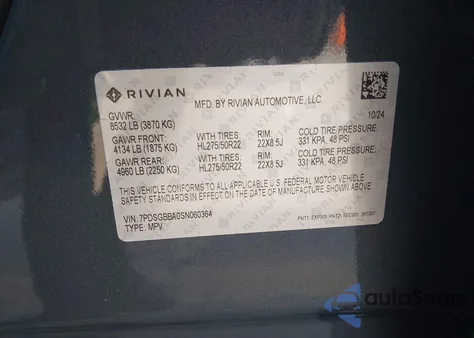 RIVIAN
MFD. BY RIVIAN AUTOMOTIVE, LLC
10/24
GVWR:
8532 LB (3870 KG)
GAWR FRONT: WITH TIRES: RIM: COLD TIRE PRESSURE:
4134 LB (1875 KG) HL275/50R22 22X8.5J 331 KPA, 48 PSI
GAWR REAR: WITH TIRES: RIM: COLD TIRE PRESSURE:
4960 LB (2250 KG) HL275/50R22 22X8.5J 331 KPA, 48 PSI
THIS VEHICLE CONFORMS TO ALL APPLICABLE U.S. FEDERAL MOTOR VEHICLE
SAFETY STANDARDS IN EFFECT ON THE DATE OF MANUFACTURE SHOWN ABOVE.
VIN: 7PDSGBBA0SN060364
TYPE: MPV
autoSnap